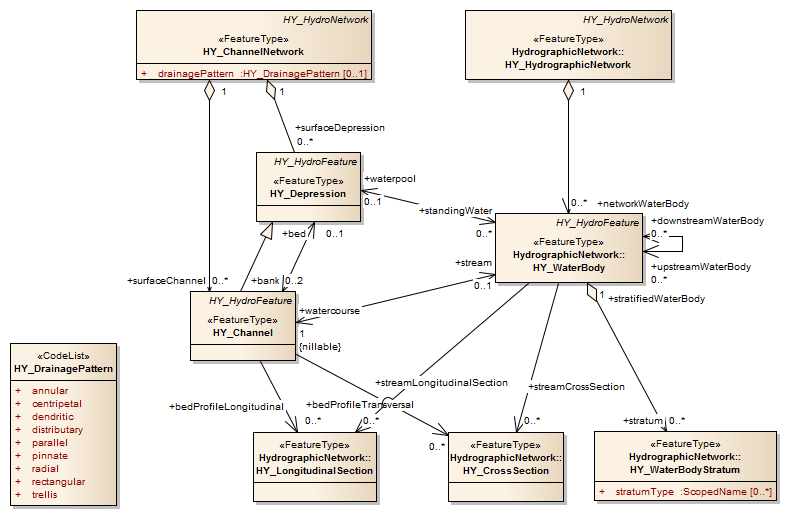 HY_HydroNetwork
«FeatureType»
HY_ChannelNetwork
+ drainagePattern :HY_DrainagePattern [0..1]
HY_HydroNetwork
«FeatureType»
HydrographicNetwork::
HY_HydrographicNetwork
1
1
1
+surfaceDepression
0..*
HY_HydroFeature
«FeatureType»
HY_Depression
+waterpool
0..1
+standingWater
0..*
0..*
+networkWaterBody
HY_HydroFeature
«FeatureType»
HydrographicNetwork::
HY_WaterBody
+downstreamWaterBody
0..*
+upstreamWaterBody
0..*
+bed
0..1
+surfaceChannel
0..*
+bank
0..2
+stream
0..1
1
+stratifiedWaterBody
HY_HydroFeature
«FeatureType»
HY_Channel
+watercourse
1
{nillable}
«CodeList»
HY_DrainagePattern
+ annular
+ centripetal
+ dendritic
+ distributary
+ parallel
+ pinnate
+ radial
+ rectangular
+ trellis
+streamLongitudinalSection
+streamCrossSection
+bedProfileLongitudinal
0..*
+bedProfileTransversal
0..*
0..*
0..*
+stratum
0..*
«FeatureType»
HydrographicNetwork::
HY_LongitudinalSection
«FeatureType»
HydrographicNetwork::
HY_CrossSection
«FeatureType»
HydrographicNetwork::
HY_WaterBodyStratum
+ stratumType :ScopedName [0..*]